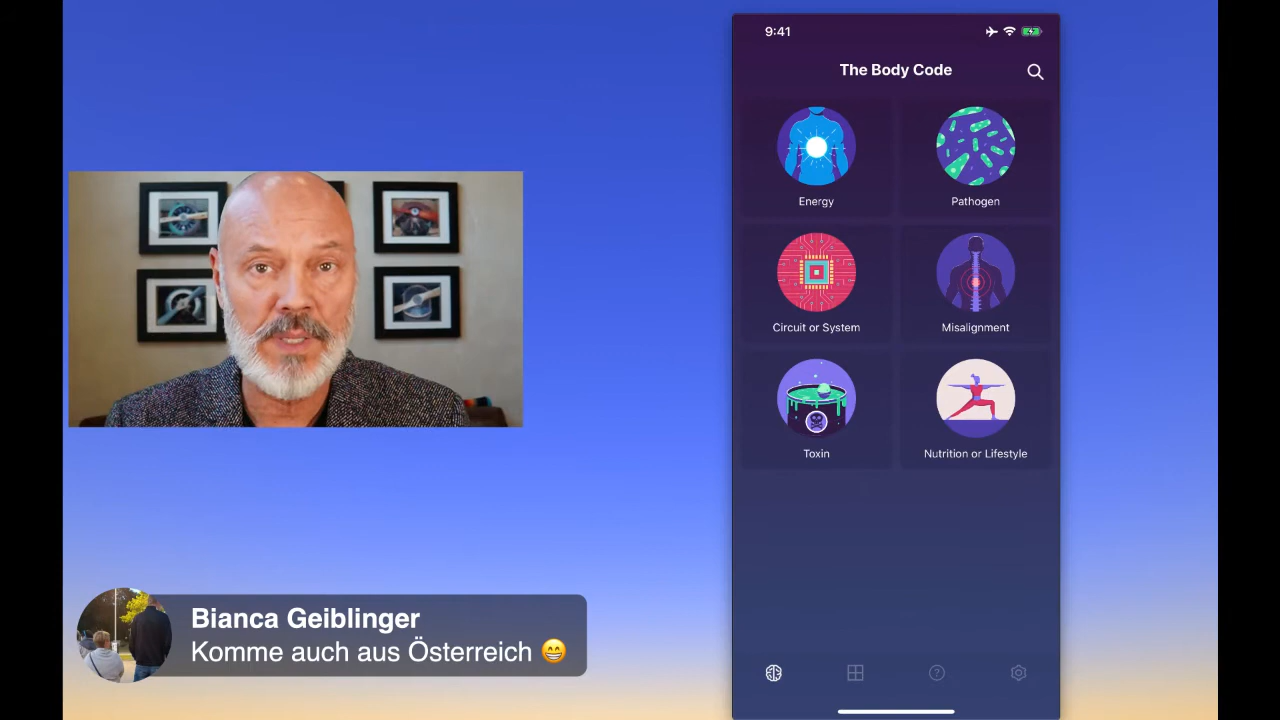 9:41
The Body Code
Energy
Pathogen
Circuit or System
Misalignment
Toxin
Nutrition or Lifestyle
Bianca Geiblinger
Komme auch aus Österreich 😁